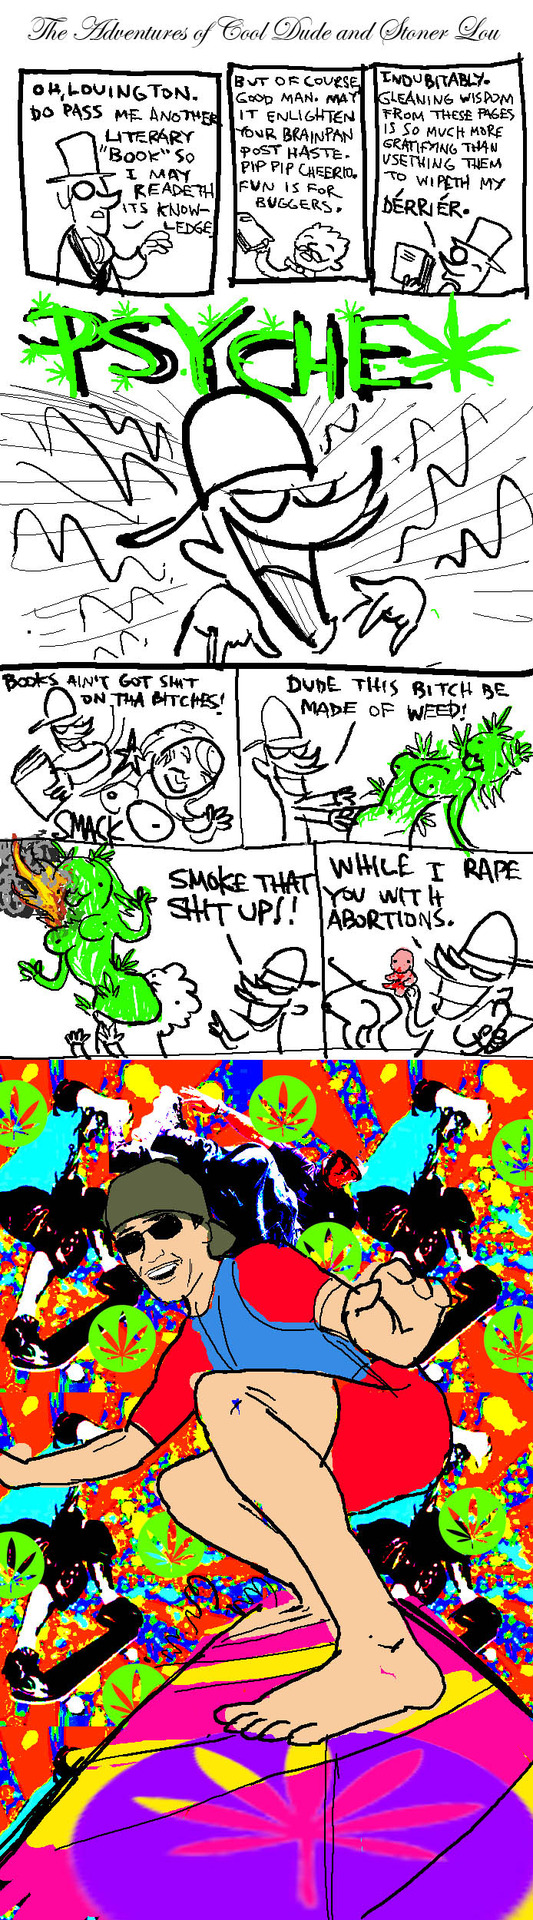 The Adventures of Cool Dude and Stoner Lou
OH, LOUINGTON.
DO PASS ME ANOTHER
LITERARY
"BOOK" SO
I MAY
READETH
ITS KNOW-
LEDGE
BUT OF COURSE
GOOD MAN. MAY
IT ENLIGHTEN
YOUR BRAINPAN
POST HASTE.
PIP PIP CHEERIO.
FUN IS FOR
BUGGERS.
INDUBITABLY.
GLEANING WISDOM
FROM THESE PAGES
IS SO MUCH MORE
GRATIFYING THAN
USETHING THEM
TO WIPETH MY
DÉRRIÉR.
PSYCHE
BOOKS AIN'T GOT SHIT
ON THA BITCHES!
SMACK
DUDE THIS BITCH BE
MADE OF WEED!
SMOKE THAT
SHIT UP!!
WHILE I RAPE
YOU WITH
ABORTIONS.